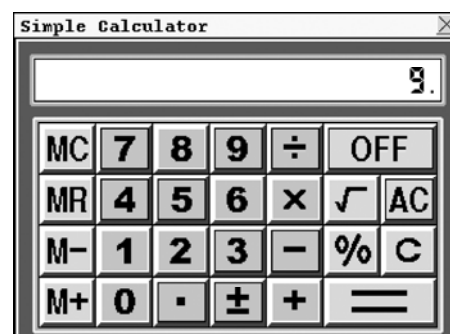 Simple Calculator
9.
MC 7 8 9 ÷ OFF
MR 4 5 6 × √ AC
M− 1 2 3 − % C
M+ 0 . ± + =